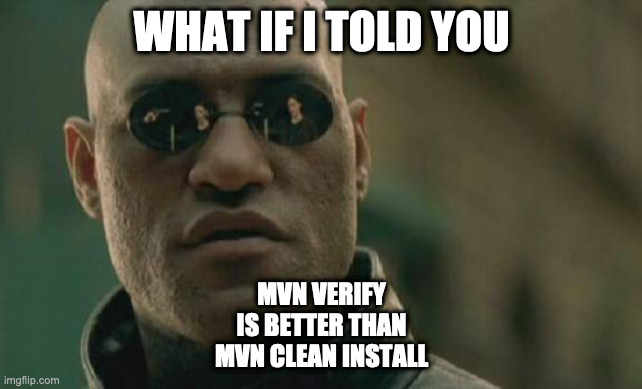 WHAT IF I TOLD YOU
MVN VERIFY
IS BETTER THAN
MVN CLEAN INSTALL
imgflip.com